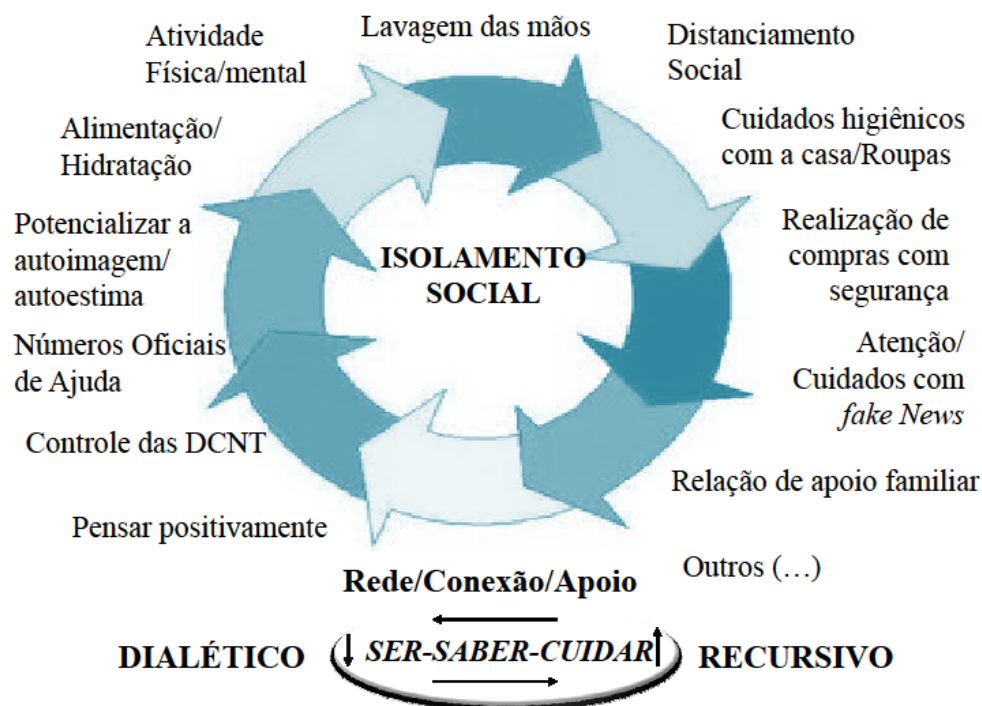 Lavagem das mãos
Distanciamento
Social
Cuidados higiênicos
com a casa/Roupas
Realização de
compras com
segurança
Atenção/
Cuidados com
fake News
Relação de apoio familiar
Outros (…)
Atividade
Física/mental
Alimentação/
Hidratação
Potencializar a
autoimagem/
autoestima
Números Oficiais
de Ajuda
Controle das DCNT
Pensar positivamente
ISOLAMENTO
SOCIAL
Rede/Conexão/Apoio
DIALÉTICO
SER-SABER-CUIDAR
RECURSIVO